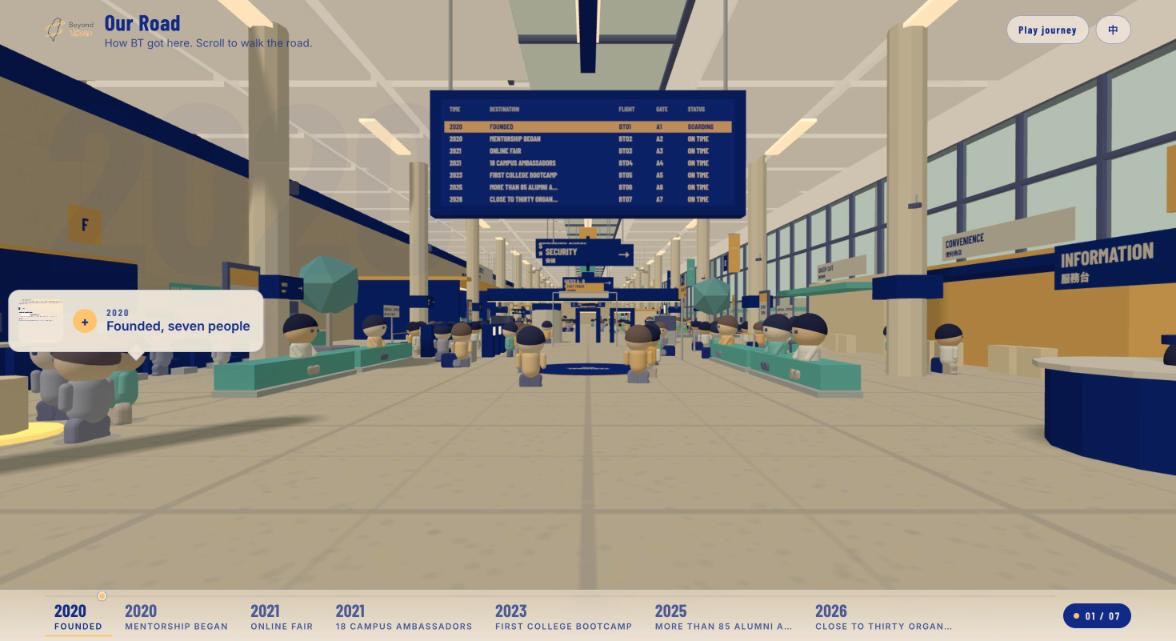 Beyond
Our Road
How BT got here. Scroll to walk the road.
Play journey
中
TIME DESTINATION FLIGHT GATE STATUS
2020 FOUNDED BT01 A1 BOARDING
2020 MENTORSHIP BEGAN BT02 A2 ON TIME
2021 ONLINE FAIR BT03 A3 ON TIME
2021 18 CAMPUS AMBASSADORS BT04 A4 ON TIME
2023 FIRST COLLEGE BOOTCAMP BT05 A5 ON TIME
2025 MORE THAN 85 ALUMNI A... BT06 A6 ON TIME
2026 CLOSE TO THIRTY ORGAN... BT07 A7 ON TIME
F
SECURITY →
CONVENIENCE
INFORMATION
服務台
2020
+ Founded, seven people
2020
FOUNDED
2020
MENTORSHIP BEGAN
2021
ONLINE FAIR
2021
18 CAMPUS AMBASSADORS
2023
FIRST COLLEGE BOOTCAMP
2025
MORE THAN 85 ALUMNI A...
2026
CLOSE TO THIRTY ORGAN...
01 / 07